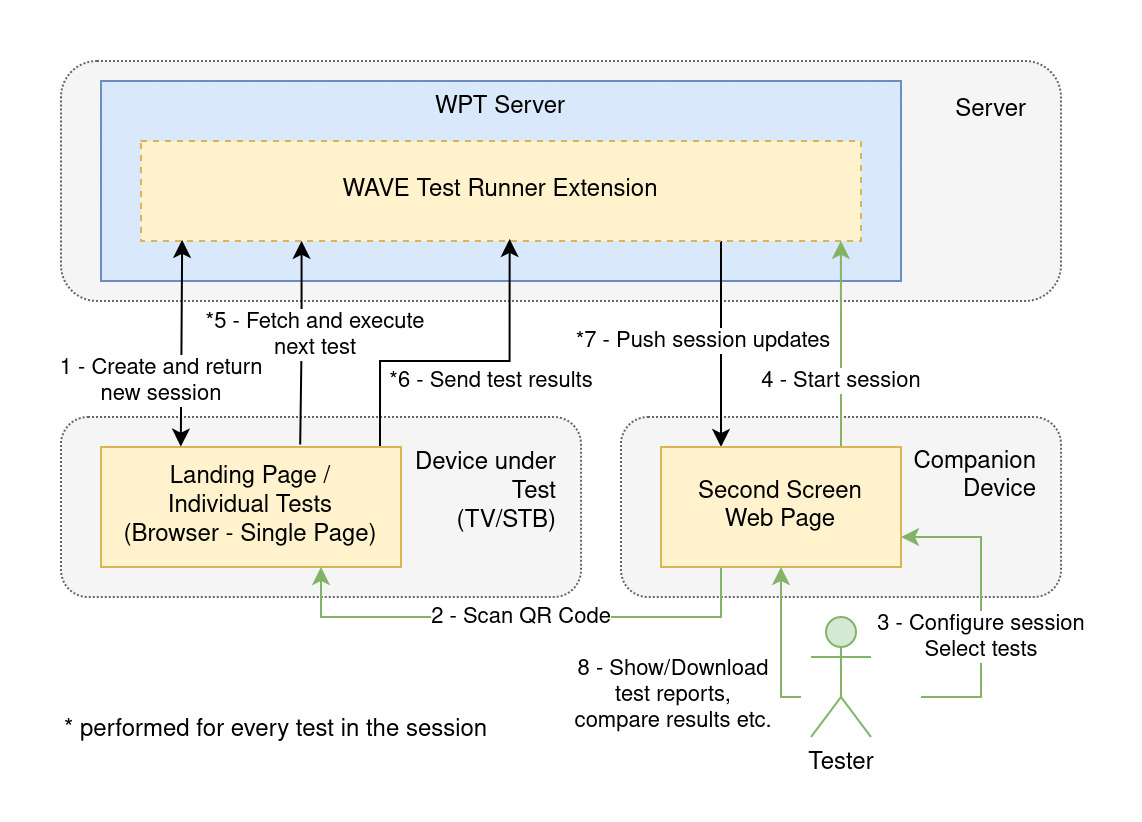 WPT Server
Server
WAVE Test Runner Extension
*5 - Fetch and execute
next test
*7 - Push session updates
1 - Create and return
new session
*6 - Send test results
4 - Start session
Landing Page /
Individual Tests
(Browser - Single Page)
Device under
Test
(TV/STB)
Second Screen
Web Page
Companion
Device
2 - Scan QR Code
3 - Configure session
Select tests
8 - Show/Download
test reports,
compare results etc.
* performed for every test in the session
Tester